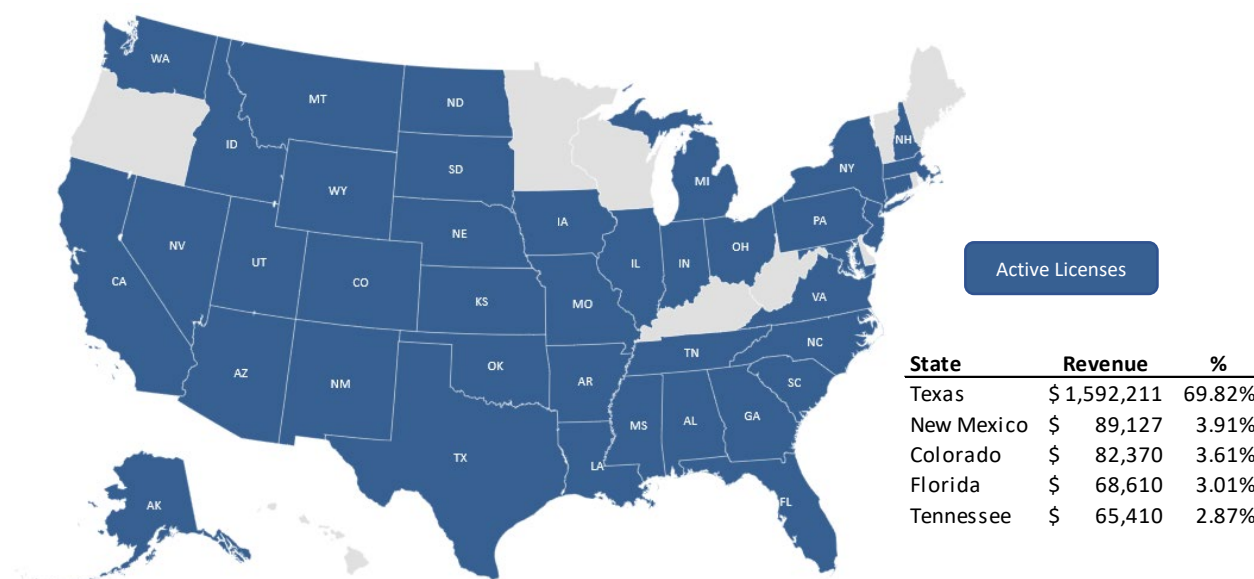 WA
MT
ND
ID
SD
WY
MI
NY
NH
IA
NE
PA
NV
UT
CO
IL
IN
OH
CA
KS
MO
VA
TN
NC
AZ
NM
OK
AR
SC
MS
AL
GA
TX
LA
FL
AK
Active Licenses
State Revenue %
Texas $ 1,592,211 69.82%
New Mexico $ 89,127 3.91%
Colorado $ 82,370 3.61%
Florida $ 68,610 3.01%
Tennessee $ 65,410 2.87%